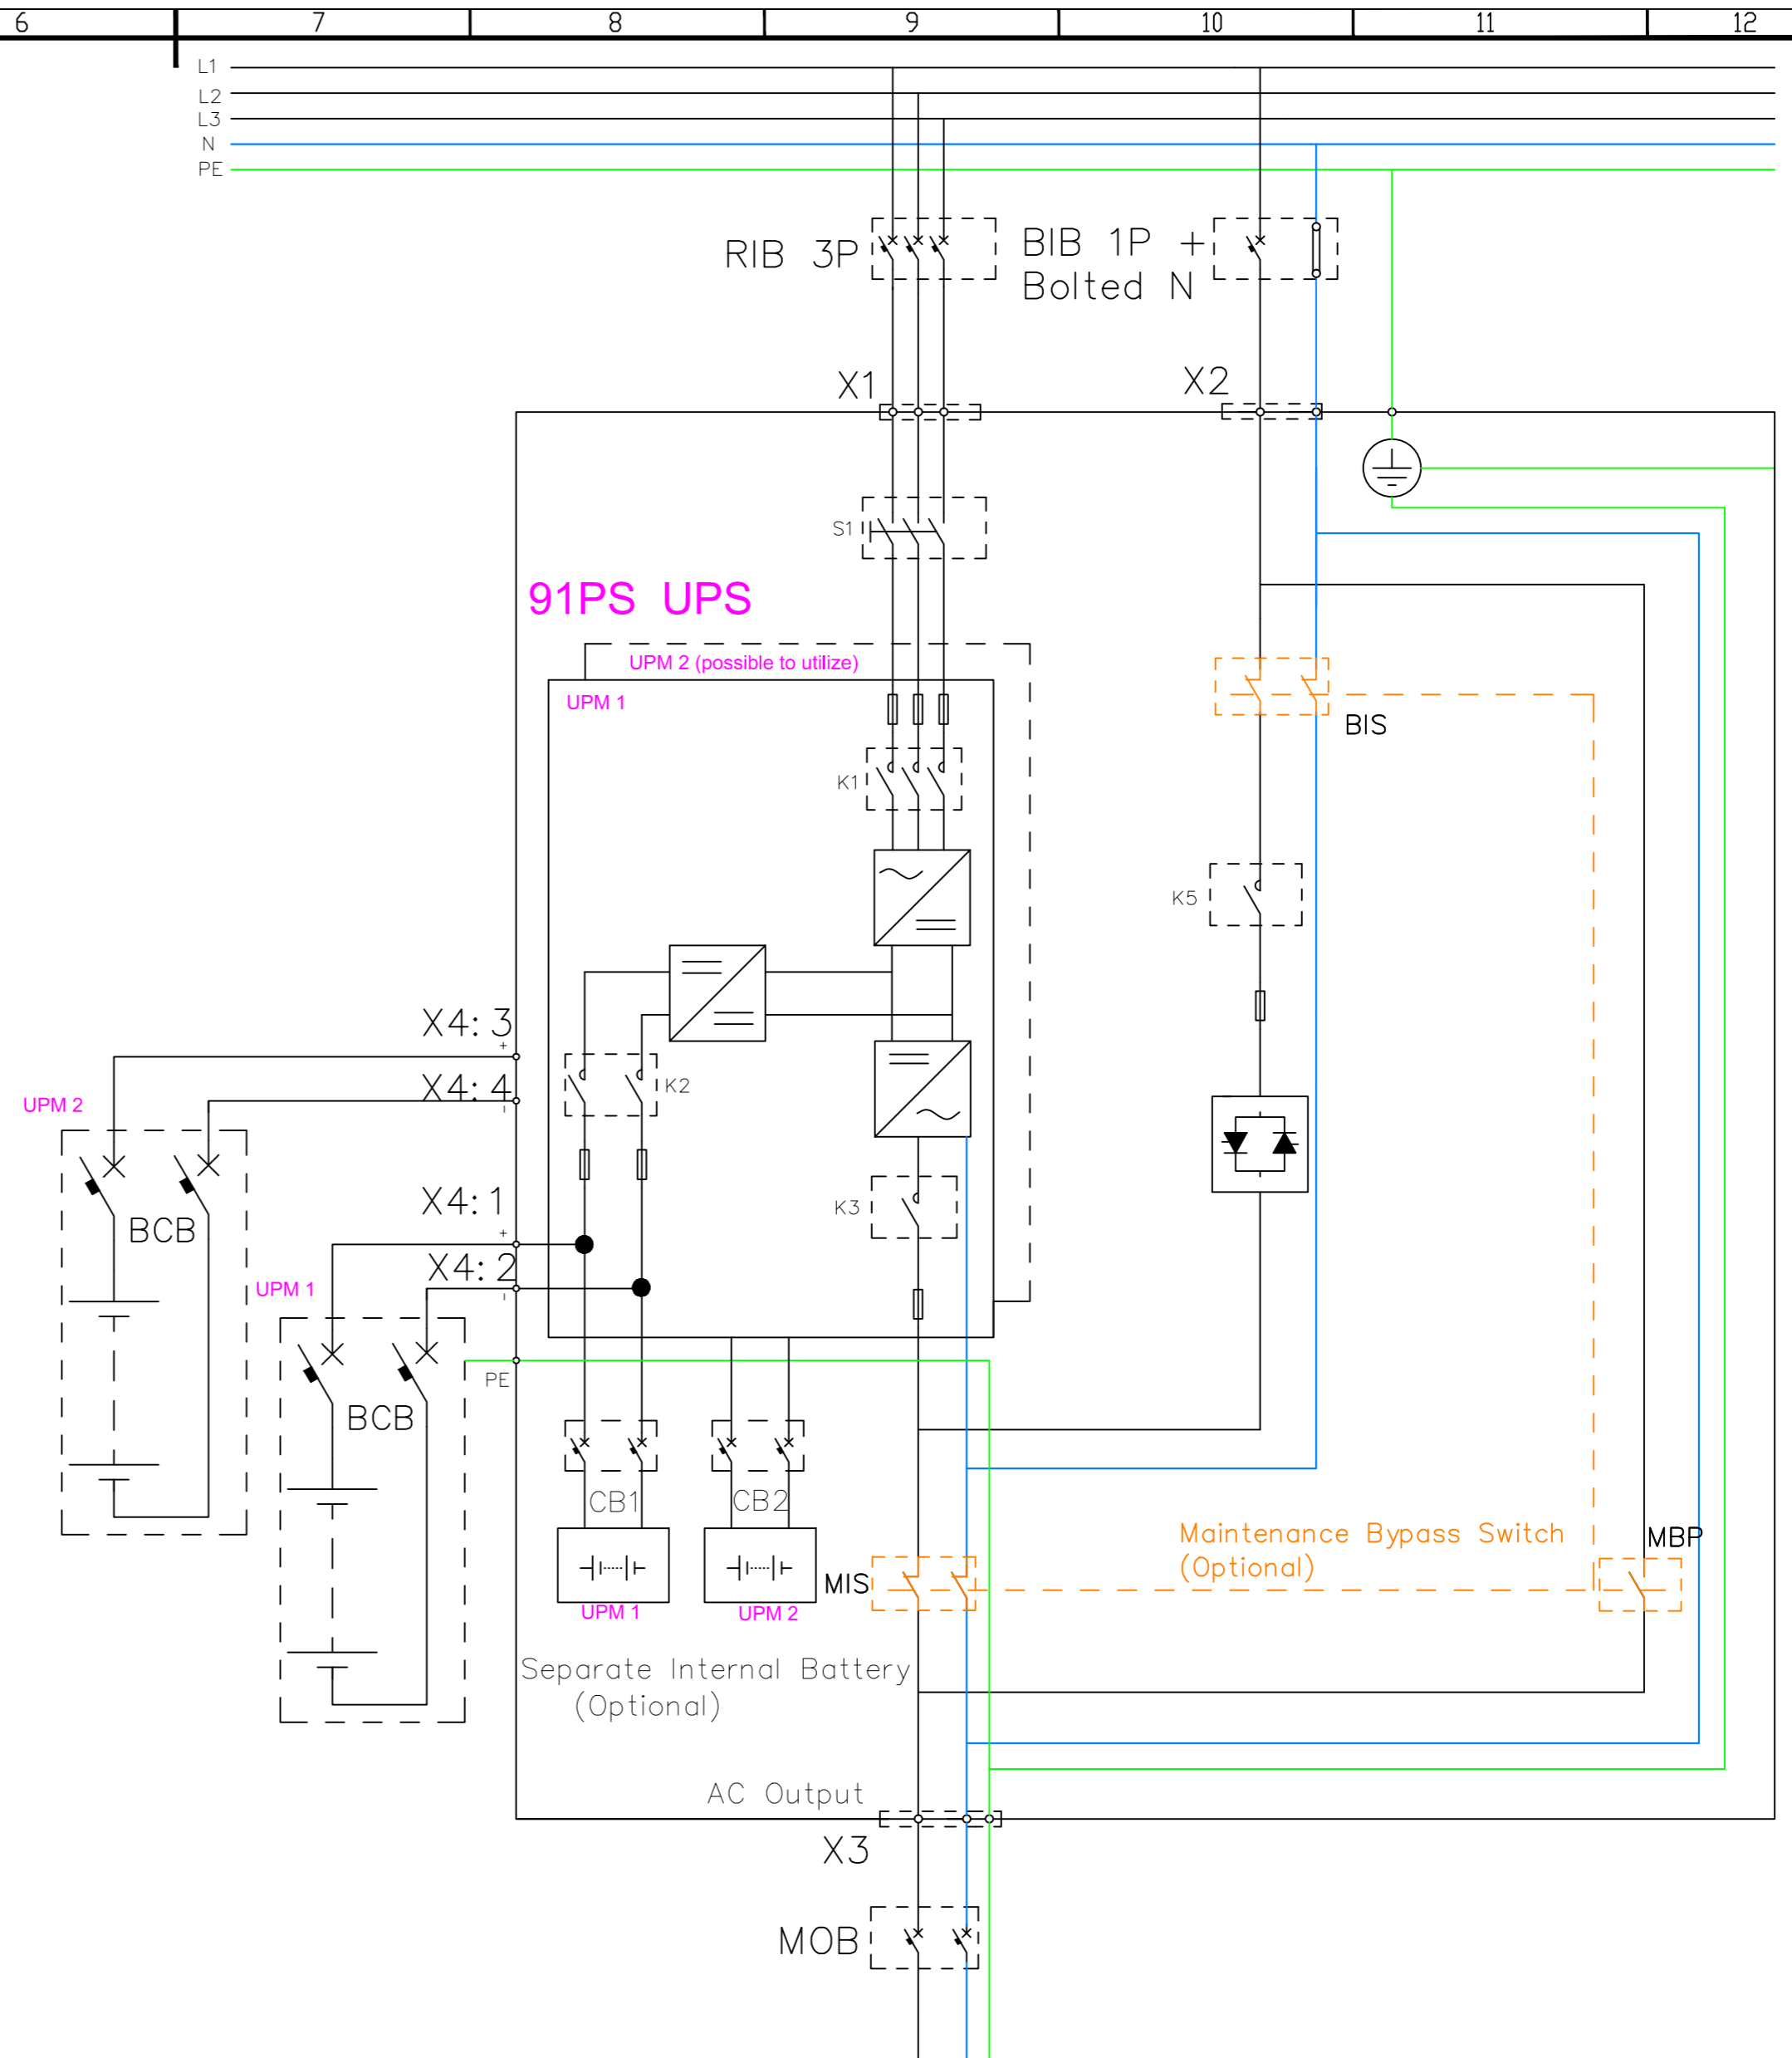 6 7 8 9 10 11 12
L1
L2
L3
N
PE
RIB 3P
BIB 1P +
Bolted N
X1
X2
S1
91PS UPS
UPM 2 (possible to utilize)
UPM 1
BIS
K1
K5
X4:3
+
K2
X4:4
-
UPM 2
X4:1
+
K3
BCB
X4:2
-
UPM 1
PE
BCB
CB1
CB2
Maintenance Bypass Switch
(Optional)
MBP
MIS
UPM 1
UPM 2
Separate Internal Battery
(Optional)
AC Output
X3
MOB